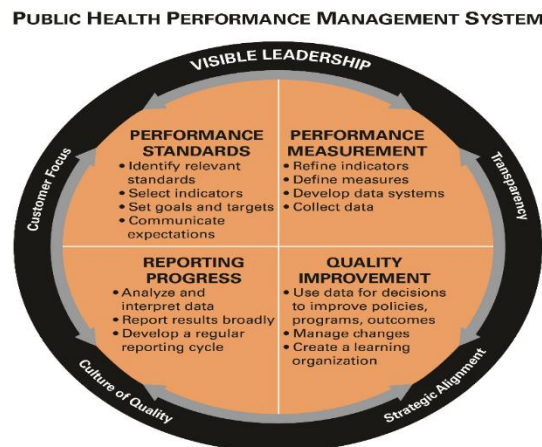 PUBLIC HEALTH PERFORMANCE MANAGEMENT SYSTEM
VISIBLE LEADERSHIP
Customer Focus
Transparency
PERFORMANCE
STANDARDS
• Identify relevant
standards
• Select indicators
• Set goals and targets
• Communicate
expectations
PERFORMANCE
MEASUREMENT
• Refine indicators
• Define measures
• Develop data systems
• Collect data
REPORTING
PROGRESS
• Analyze and
interpret data
• Report results broadly
• Develop a regular
reporting cycle
QUALITY
IMPROVEMENT
• Use data for decisions
to improve policies,
programs, outcomes
• Manage changes
• Create a learning
organization
Culture of Quality
Strategic Alignment